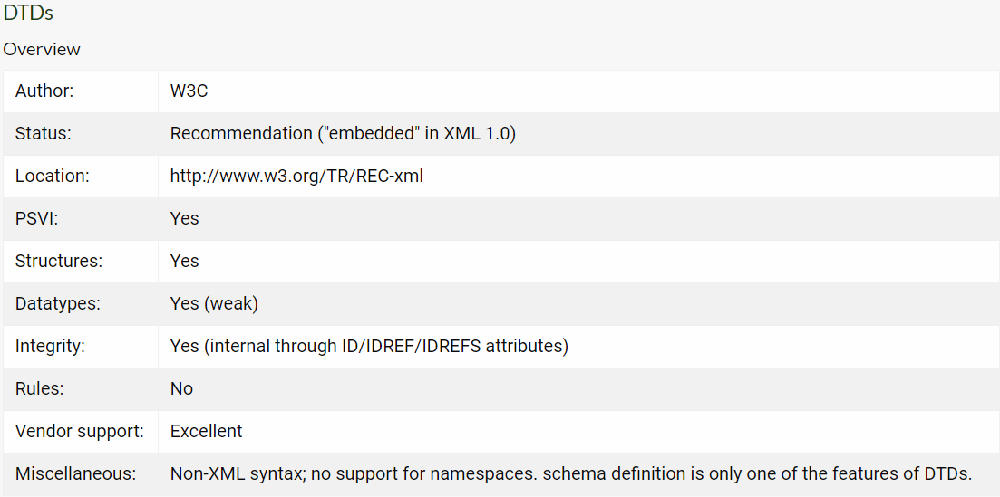 DTDs
Overview
Author: W3C
Status: Recommendation ("embedded" in XML 1.0)
Location: http://www.w3.org/TR/REC-xml
PSVI: Yes
Structures: Yes
Datatypes: Yes (weak)
Integrity: Yes (internal through ID/IDREF/IDREFS attributes)
Rules: No
Vendor support: Excellent
Miscellaneous: Non-XML syntax; no support for namespaces. schema definition is only one of the features of DTDs.